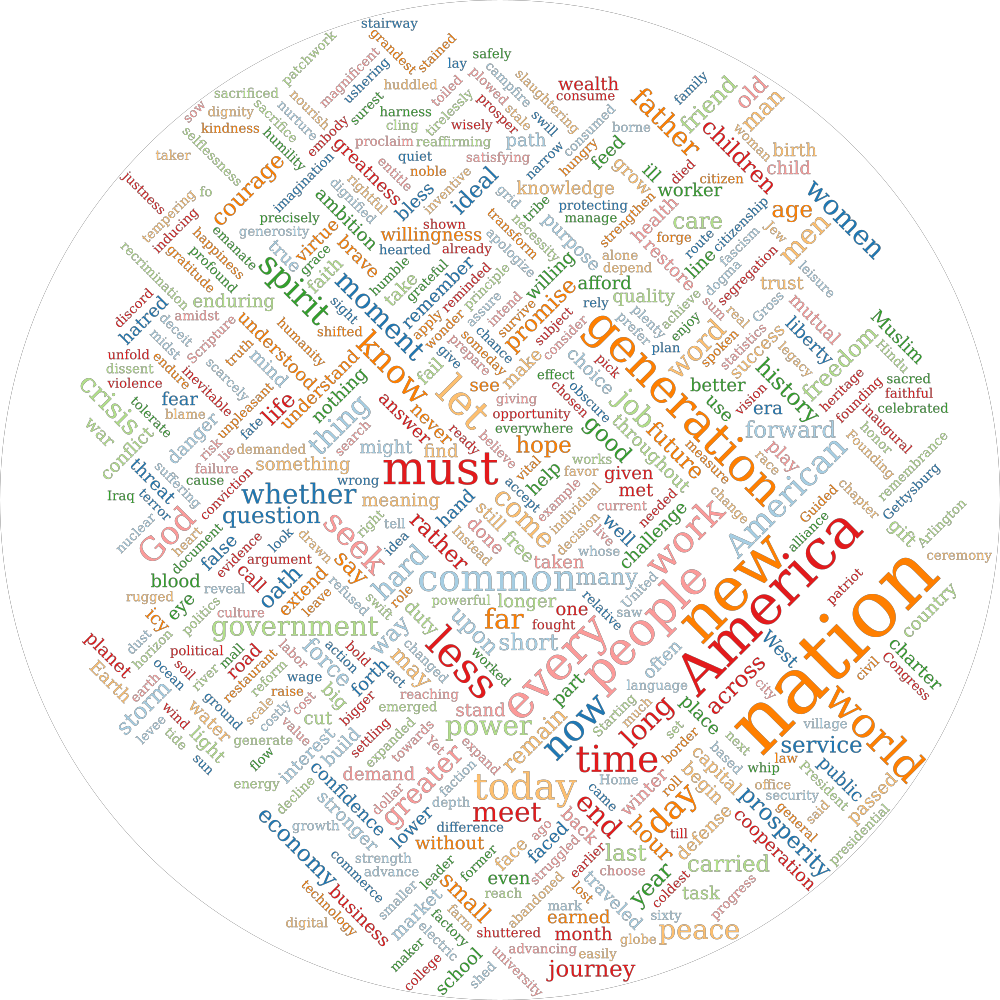 stairway
grandest
stained
safely
patchwork
magnificent
ushering
lay
campfire
slaughtering
huddled
toiled
plowed
stale
wealth
consume
family
sacrificed
sow
nourish
surest
harness
prosper
swill
father
friend
old
man
dignity
sacrifice
nurture
embody
cling
tirelessly
wisely
path
narrow
consumed
borne
children
woman
kindness
humility
proclaim
reaffirming
hungry
feed
birth
selflessness
greatness
quiet
entitle
satisfying
ill
died
child
taker
imagination
rightful
noble
grow
citizen
women
justness
courage
dignified
bless
inventive
ideal
knowledge
worker
health
tempering
fo
precisely
ambition
grid
tribe
protecting
strengthen
citizenship
age
men
inducing
generosity
virtue
shown
necessity
manage
care
route
jew
happiness
emanate
true
grace
brave
willingness
transform
purpose
forge
fascism
gratitude
profound
spirit
faith
hearted
already
apologize
alone
depend
restore
line
dogma
segregation
recrimination
humble
take
remember
reminded
principle
willing
afford
achieve
sum
trust
leisure
enduring
moment
grateful
assure
intend
survive
promise
rely
quality
enjoy
real
Gross
mutual
discord
hatred
amidst
sight
apply
wonder
chance
subject
plant
prefer
spoken
statistics
liberty
Muslim
deceit
Scripture
understood
humanity
shifted
know
someday
prepare
consider
generation
plan
word
success
legacy
freedom
Hindu
unfold
midst
truth
understand
fall
give
make
effect
choice
pick
heritage
sacred
dissent
endure
scarcely
mind
let
see
obscure
chosen
job
better
vision
history
founding
faithful
violence
inevitable
nothing
giving
throughout
use
era
inaugural
celebrated
crisis
tolerate
fear
unpleasant
life
thing
answer
never
opportunity
everywhere
good
future
forward
honor
war
blame
fate
search
ready
believe
hope
measure
play
remembrance
conflict
danger
risk
lie
demanded
might
find
vital
works
race
American
Founding
failure
something
must
favor
given
change
chapter
Gettysburg
threat
suffering
cause
conviction
wrong
accept
help
example
current
met
Guided
gift
Iraq
terror
whether
meaning
come
individual
needed
alliance
Arlington
nuclear
God
heart
question
right
tell
hand
still
decision
live
well
challenge
work
document
false
evidence
look
drawn
idea
rather
done
free
whose
new
America
ceremony
blood
call
argument
seek
say
instead
taken
many
United
patriot
rugged
eye
reveal
oath
extend
refused
hard
common
people
nation
country
icy
politics
culture
leave
swift
role
powerful
longer
one
relative
saw
civil
charter
dust
government
duty
upon
far
fought
west
Congress
planet
horizon
political
mall
labor
force
bold
way
changed
less
short
every
often
across
city
Earth
earth
soil
river
road
restaurant
reform
wage
action
act
may
worked
language
world
storm
ocean
ground
scale
raise
cost
big
forth
reaching
part
Starting
much
long
place
village
levee
wind
water
light
costly
value
cut
bigger
emerged
stand
power
now
set
next
service
tide
sun
generate
flow
interest
build
settling
expanded
towards
remain
time
border
based
whip
law
public
passed
energy
decline
confidence
demand
Yet
expand
greater
today
Home
roll
capital
begin
office
security
President
dollar
faction
came
winter
prosperity
general
said
presidential
economy
growth
stronger
lower
depth
meet
end
hour
day
till
defense
cooperation
difference
without
ago
back
last
carried
commerce
strength
advance
former
face
faced
struggled
earlier
choose
year
coldest
task
progress
technology
digital
business
smaller
leader
even
reach
small
abandoned
lost
traveled
market
farm
mark
earned
sixty
factory
electric
shuttered
month
globe
peace
maker
college
school
shed
university
advancing
easily
journey